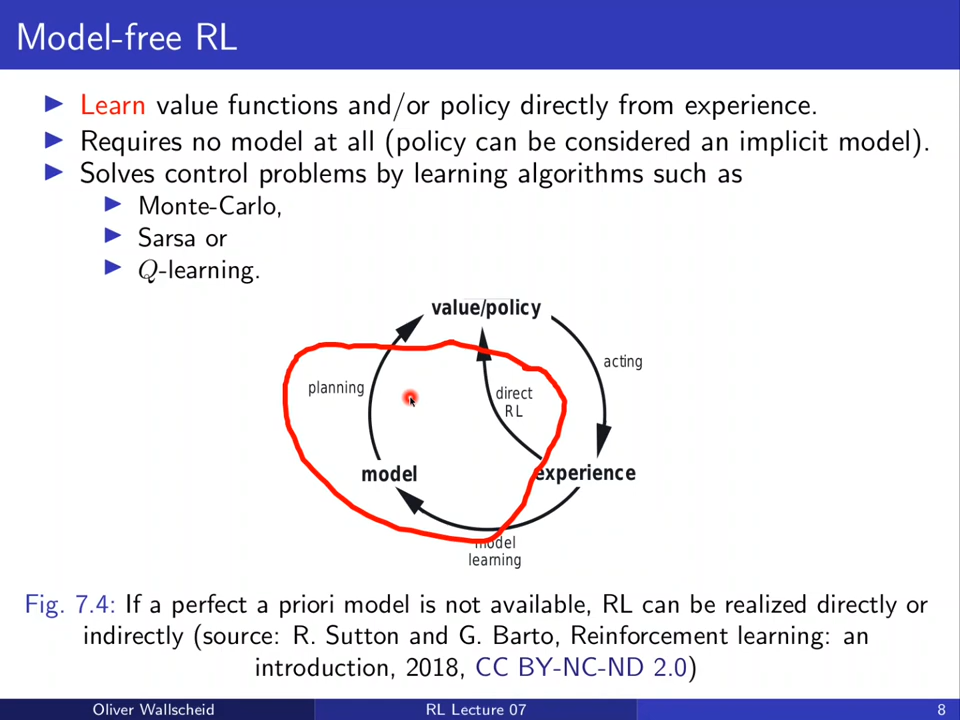 Model-free RL
Learn value functions and/or policy directly from experience.
Requires no model at all (policy can be considered an implicit model).
Solves control problems by learning algorithms such as
Monte-Carlo,
Sarsa or
Q-learning.
value/policy
acting
planning
direct
RL
model
experience
model
learning
Fig. 7.4: If a perfect a priori model is not available, RL can be realized directly or
indirectly (source: R. Sutton and G. Barto, Reinforcement learning: an
introduction, 2018, CC BY-NC-ND 2.0)
Oliver Wallscheid
RL Lecture 07
8